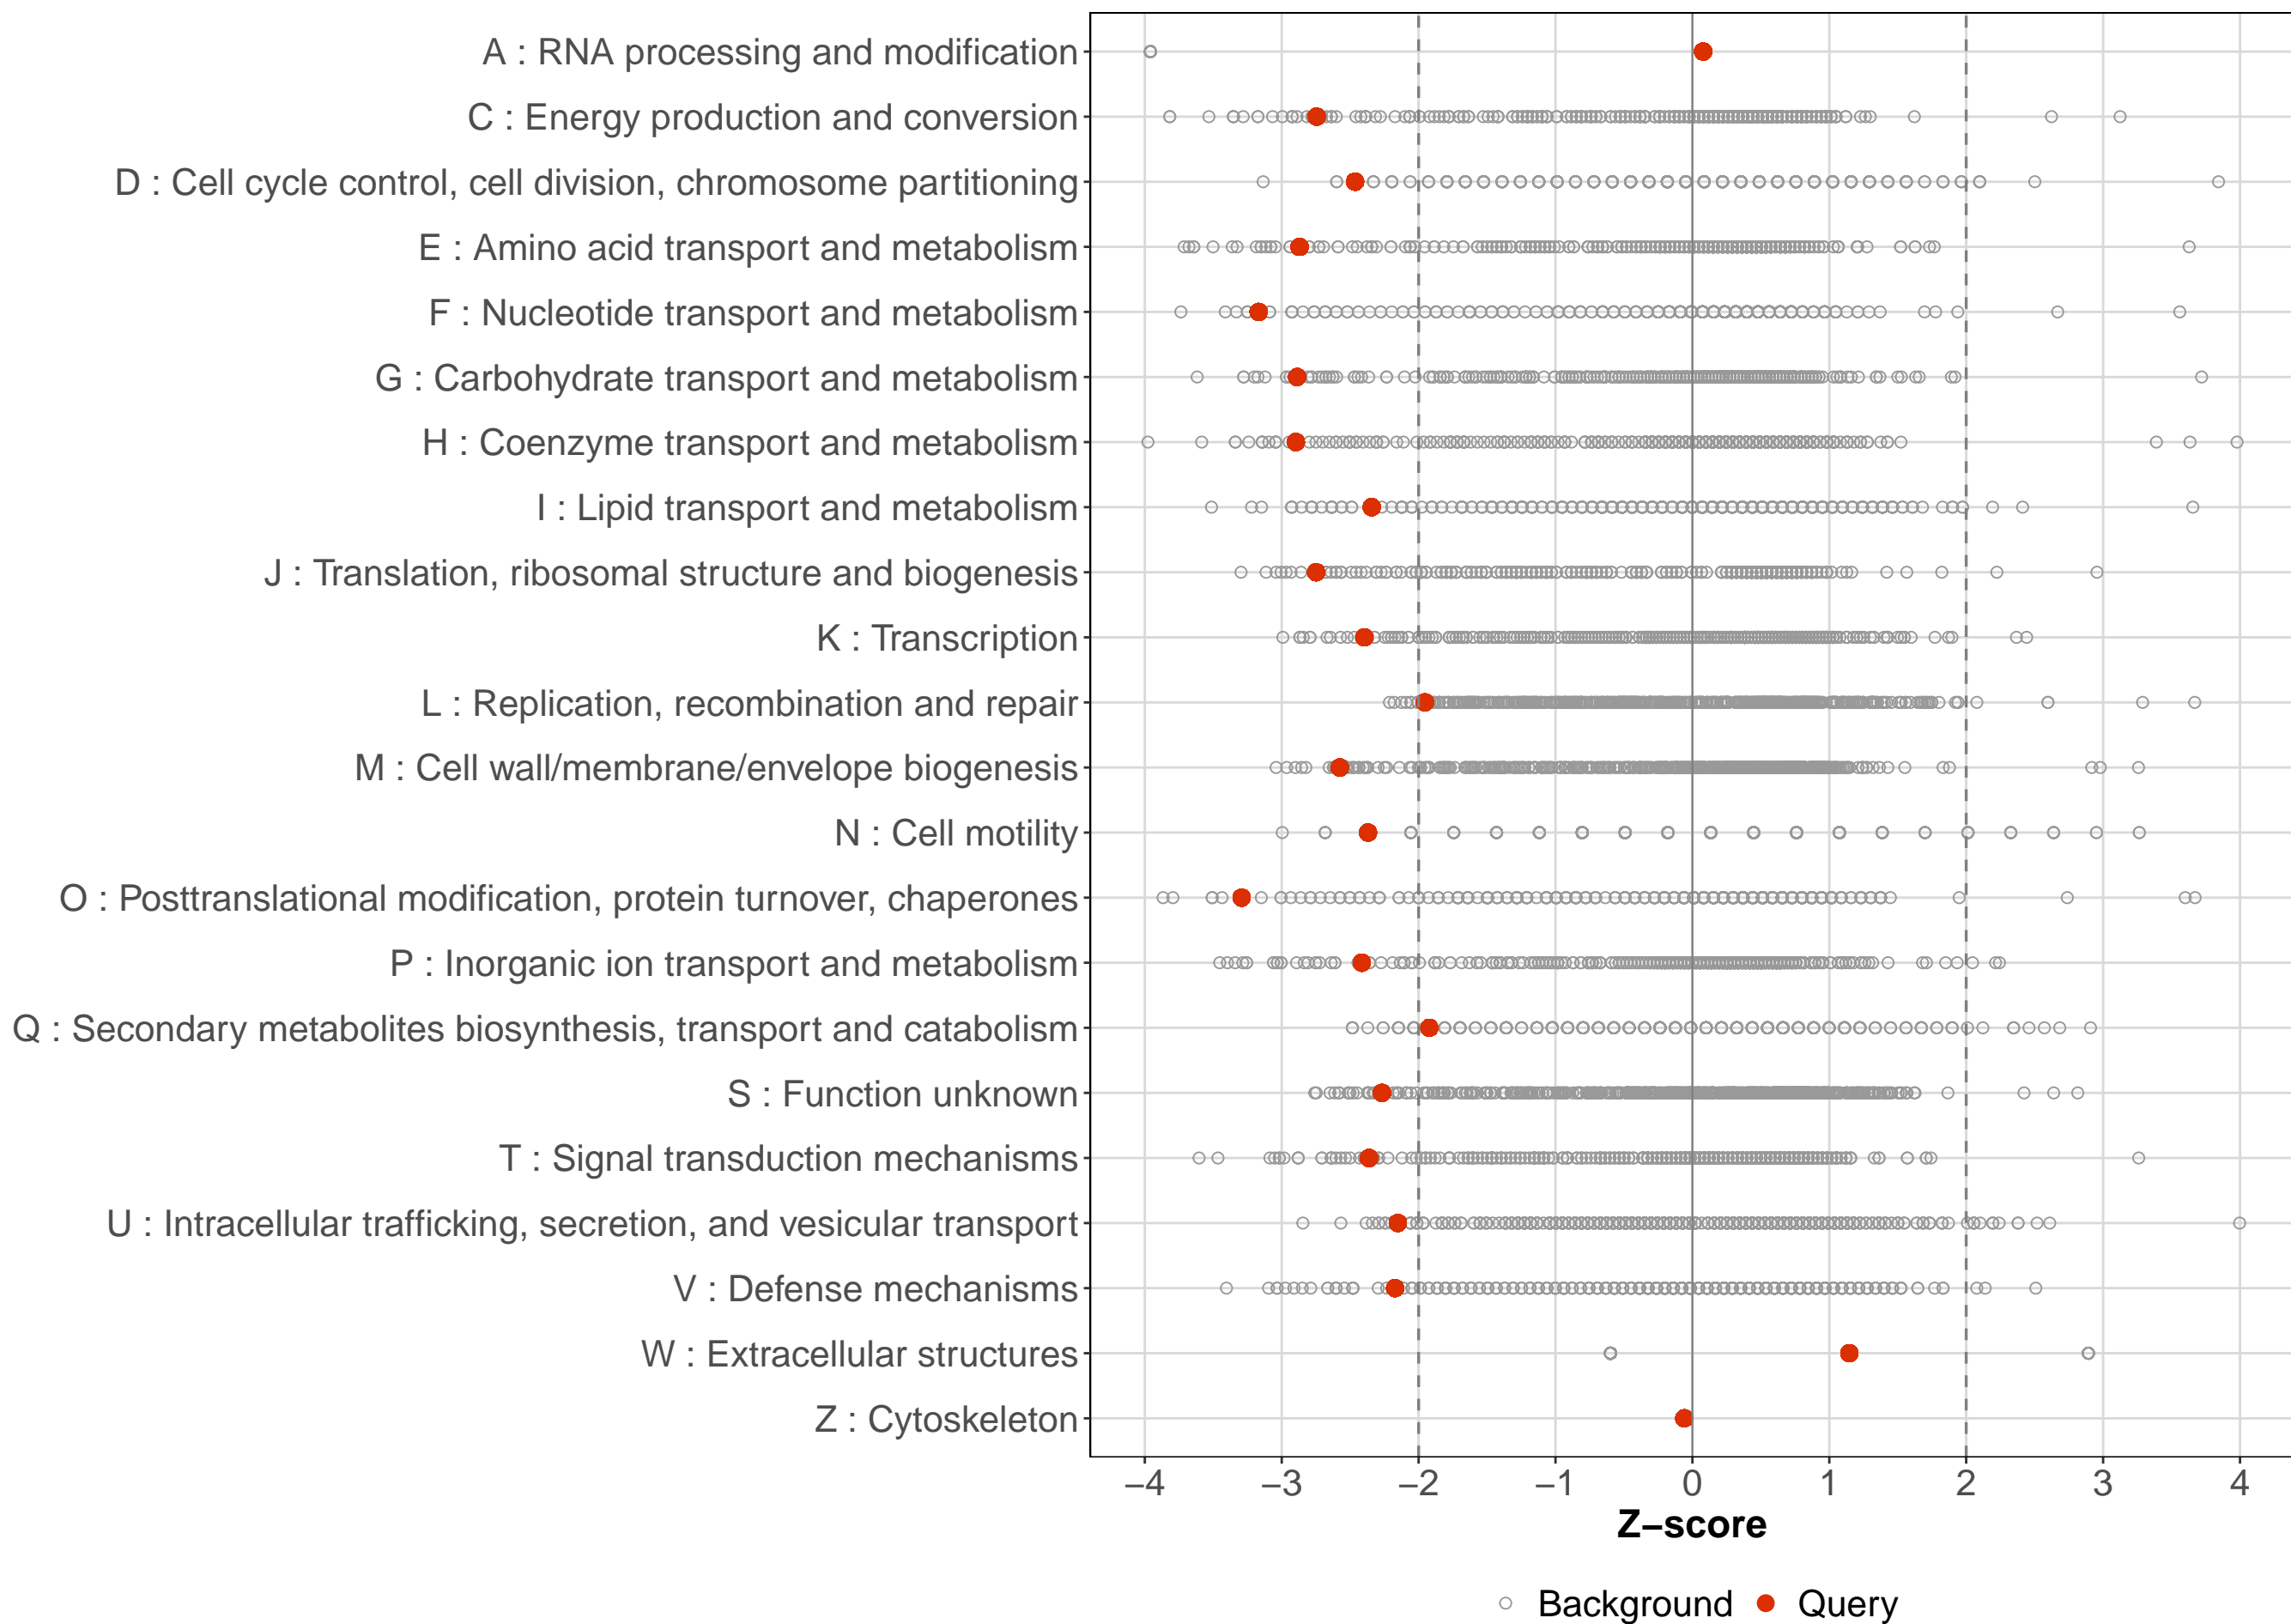 A : RNA processing and modification
C : Energy production and conversion
D : Cell cycle control, cell division, chromosome partitioning
E : Amino acid transport and metabolism
F : Nucleotide transport and metabolism
G : Carbohydrate transport and metabolism
H : Coenzyme transport and metabolism
I : Lipid transport and metabolism
J : Translation, ribosomal structure and biogenesis
K : Transcription
L : Replication, recombination and repair
M : Cell wall/membrane/envelope biogenesis
N : Cell motility
O : Posttranslational modification, protein turnover, chaperones
P : Inorganic ion transport and metabolism
Q : Secondary metabolites biosynthesis, transport and catabolism
S : Function unknown
T : Signal transduction mechanisms
U : Intracellular trafficking, secretion, and vesicular transport
V : Defense mechanisms
W : Extracellular structures
Z : Cytoskeleton
−4 −3 −2 −1 0 1 2 3 4
Z−score
Background Query